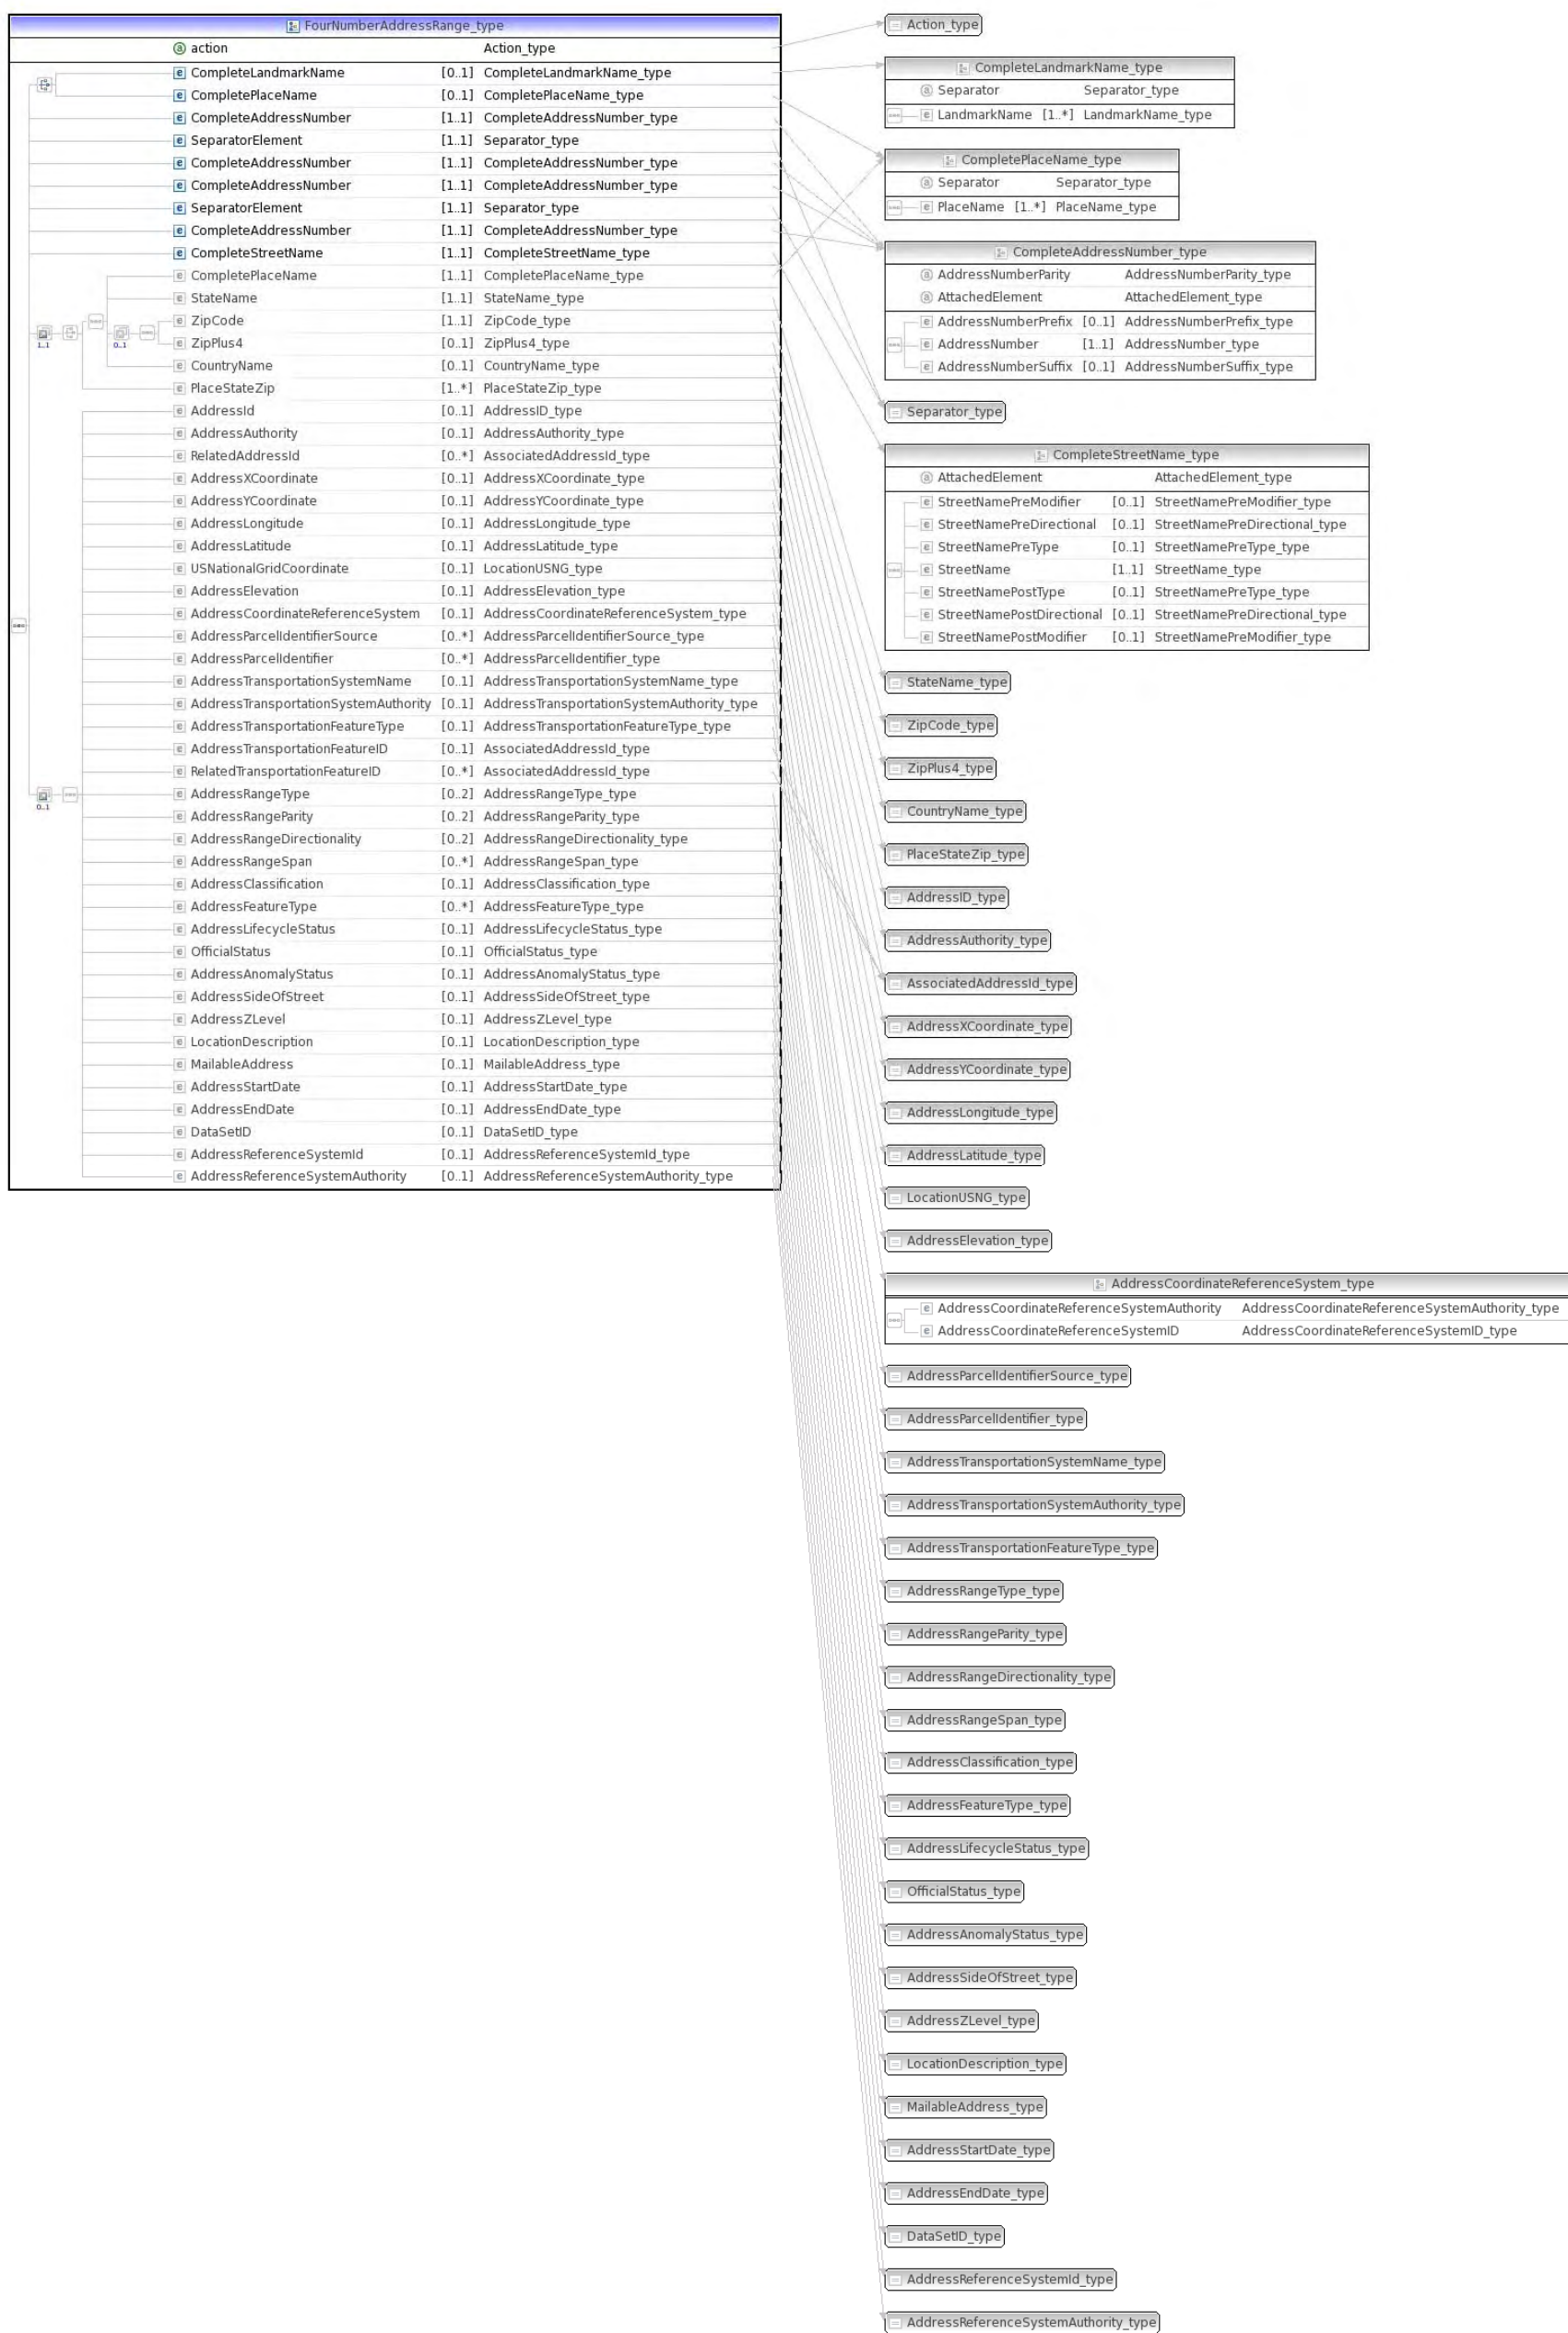 FourNumberAddressRange_type
action Action_type
CompleteLandmarkName [0..1] CompleteLandmarkName_type
CompletePlaceName [0..1] CompletePlaceName_type
CompleteAddressNumber [1..1] CompleteAddressNumber_type
SeparatorElement [1..1] Separator_type
CompleteAddressNumber [1..1] CompleteAddressNumber_type
CompleteAddressNumber [1..1] CompleteAddressNumber_type
SeparatorElement [1..1] Separator_type
CompleteAddressNumber [1..1] CompleteAddressNumber_type
CompleteStreetName [1..1] CompleteStreetName_type
CompletePlaceName [1..1] CompletePlaceName_type
StateName [1..1] StateName_type
ZipCode [1..1] ZipCode_type
1..1 0..1
ZipPlus4 [0..1] ZipPlus4_type
CountryName [0..1] CountryName_type
PlaceStateZip [1..*] PlaceStateZip_type
AddressId [0..1] AddressID_type
AddressAuthority [0..1] AddressAuthority_type
RelatedAddressId [0..*] AssociatedAddressId_type
AddressXCoordinate [0..1] AddressXCoordinate_type
AddressYCoordinate [0..1] AddressYCoordinate_type
AddressLongitude [0..1] AddressLongitude_type
AddressLatitude [0..1] AddressLatitude_type
USNationalGridCoordinate [0..1] LocationUSNG_type
AddressElevation [0..1] AddressElevation_type
AddressCoordinateReferenceSystem [0..1] AddressCoordinateReferenceSystem_type
AddressParcelIdentifierSource [0..*] AddressParcelIdentifierSource_type
AddressParcelIdentifier [0..*] AddressParcelIdentifier_type
AddressTransportationSystemName [0..1] AddressTransportationSystemName_type
AddressTransportationSystemAuthority [0..1] AddressTransportationSystemAuthority_type
AddressTransportationFeatureType [0..1] AddressTransportationFeatureType_type
AddressTransportationFeatureID [0..1] AssociatedAddressId_type
RelatedTransportationFeatureID [0..*] AssociatedAddressId_type
AddressRangeType [0..2] AddressRangeType_type
0..1
AddressRangeParity [0..2] AddressRangeParity_type
AddressRangeDirectionality [0..2] AddressRangeDirectionality_type
AddressRangeSpan [0..*] AddressRangeSpan_type
AddressClassification [0..1] AddressClassification_type
AddressFeatureType [0..*] AddressFeatureType_type
AddressLifecycleStatus [0..1] AddressLifecycleStatus_type
OfficialStatus [0..1] OfficialStatus_type
AddressAnomalyStatus [0..1] AddressAnomalyStatus_type
AddressSideOfStreet [0..1] AddressSideOfStreet_type
AddressZLevel [0..1] AddressZLevel_type
LocationDescription [0..1] LocationDescription_type
MailableAddress [0..1] MailableAddress_type
AddressStartDate [0..1] AddressStartDate_type
AddressEndDate [0..1] AddressEndDate_type
DataSetID [0..1] DataSetID_type
AddressReferenceSystemId [0..1] AddressReferenceSystemId_type
AddressReferenceSystemAuthority [0..1] AddressReferenceSystemAuthority_type
Action_type
CompleteLandmarkName_type
Separator Separator_type
LandmarkName [1..*] LandmarkName_type
CompletePlaceName_type
Separator Separator_type
PlaceName [1..*] PlaceName_type
CompleteAddressNumber_type
AddressNumberParity AddressNumberParity_type
AttachedElement AttachedElement_type
AddressNumberPrefix [0..1] AddressNumberPrefix_type
AddressNumber [1..1] AddressNumber_type
AddressNumberSuffix [0..1] AddressNumberSuffix_type
Separator_type
CompleteStreetName_type
AttachedElement AttachedElement_type
StreetNamePreModifier [0..1] StreetNamePreModifier_type
StreetNamePreDirectional [0..1] StreetNamePreDirectional_type
StreetNamePreType [0..1] StreetNamePreType_type
StreetName [1..1] StreetName_type
StreetNamePostType [0..1] StreetNamePreType_type
StreetNamePostDirectional [0..1] StreetNamePreDirectional_type
StreetNamePostModifier [0..1] StreetNamePreModifier_type
StateName_type
ZipCode_type
ZipPlus4_type
CountryName_type
PlaceStateZip_type
AddressID_type
AddressAuthority_type
AssociatedAddressId_type
AddressXCoordinate_type
AddressYCoordinate_type
AddressLongitude_type
AddressLatitude_type
LocationUSNG_type
AddressElevation_type
AddressCoordinateReferenceSystem_type
AddressCoordinateReferenceSystemAuthority AddressCoordinateReferenceSystemAuthority_type
AddressCoordinateReferenceSystemID AddressCoordinateReferenceSystemID_type
AddressParcelIdentifierSource_type
AddressParcelIdentifier_type
AddressTransportationSystemName_type
AddressTransportationSystemAuthority_type
AddressTransportationFeatureType_type
AddressRangeType_type
AddressRangeParity_type
AddressRangeDirectionality_type
AddressRangeSpan_type
AddressClassification_type
AddressFeatureType_type
AddressLifecycleStatus_type
OfficialStatus_type
AddressAnomalyStatus_type
AddressSideOfStreet_type
AddressZLevel_type
LocationDescription_type
MailableAddress_type
AddressStartDate_type
AddressEndDate_type
DataSetID_type
AddressReferenceSystemId_type
AddressReferenceSystemAuthority_type